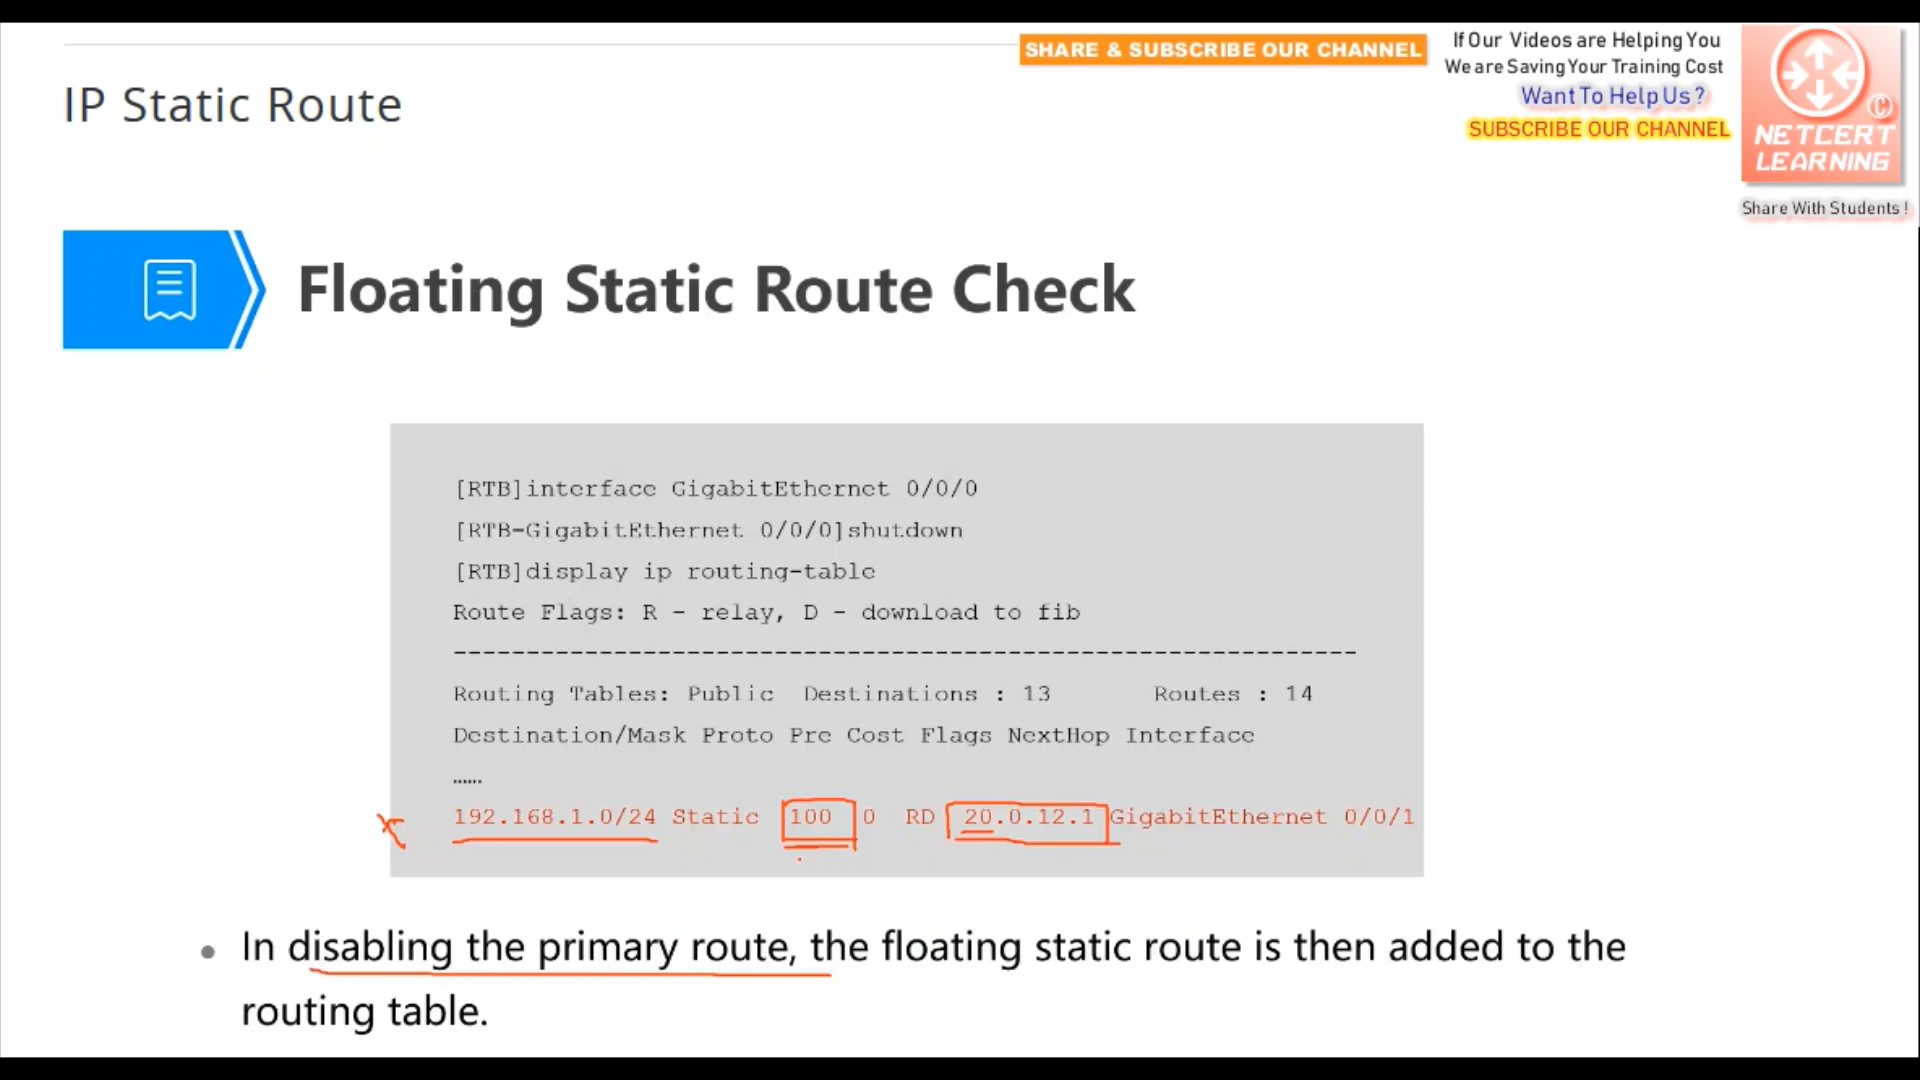 SHARE & SUBSCRIBE OUR CHANNEL
If Our Videos are Helping You
We are Saving Your Training Cost
Want To Help Us ?
SUBSCRIBE OUR CHANNEL
©
NETCERT
LEARNING
Share With Students !
IP Static Route
Floating Static Route Check
[RTB]interface GigabitEthernet 0/0/0
[RTB-GigabitEthernet 0/0/0]shutdown
[RTB]display ip routing-table
Route Flags: R - relay, D - download to fib
--------------------------------------------------------------
Routing Tables: Public Destinations : 13 Routes : 14
Destination/Mask Proto Pre Cost Flags NextHop Interface
……
192.168.1.0/24 Static 100 0 RD 20.0.12.1 GigabitEthernet 0/0/1
• In disabling the primary route, the floating static route is then added to the
routing table.